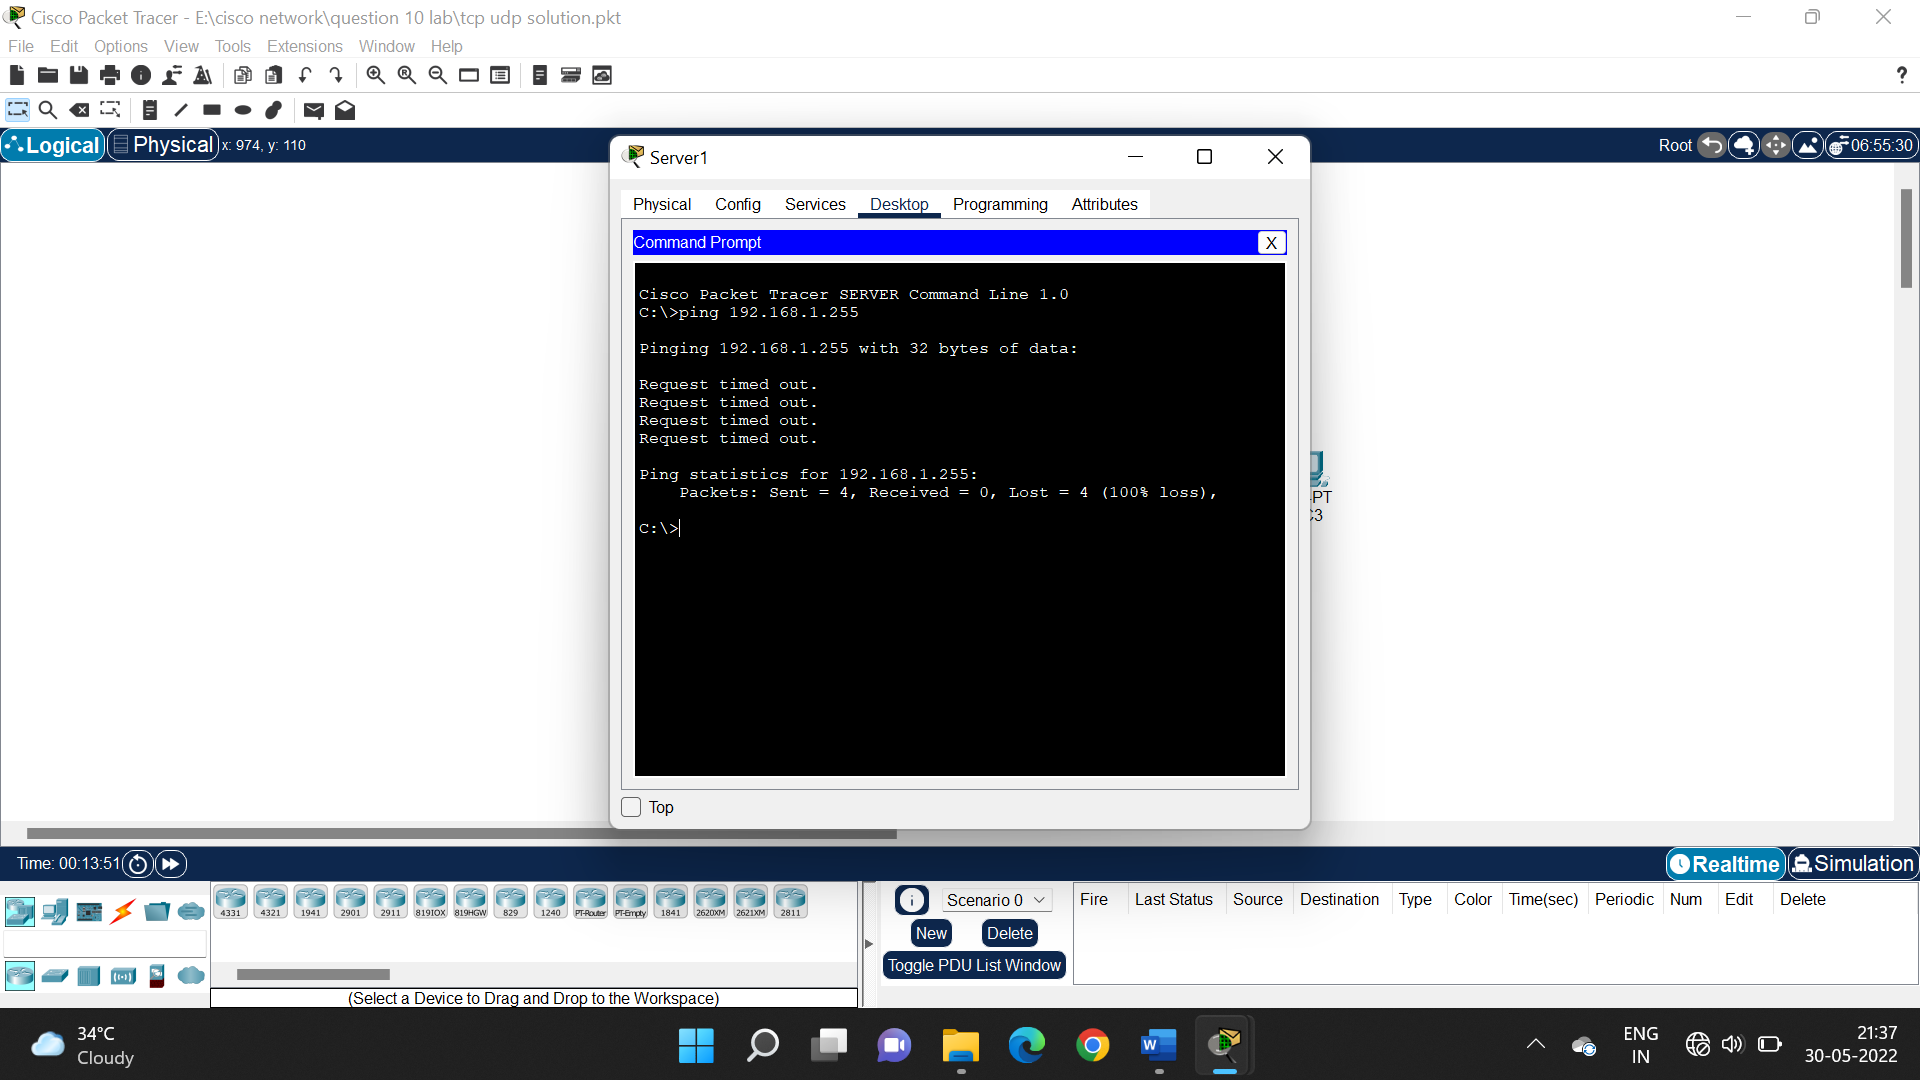 Cisco Packet Tracer - E:\cisco network\question 10 lab\tcp udp solution.pkt
File Edit Options View Tools Extensions Window Help
?
Logical Physical x: 974, y: 110 Root 06:55:30
Server1
Physical Config Services Desktop Programming Attributes
Command Prompt X
Cisco Packet Tracer SERVER Command Line 1.0
C:\>ping 192.168.1.255
Pinging 192.168.1.255 with 32 bytes of data:
Request timed out.
Request timed out.
Request timed out.
Request timed out.
Ping statistics for 192.168.1.255:
Packets: Sent = 4, Received = 0, Lost = 4 (100% loss),
C:\>
-PT
C3
Top
Time: 00:13:51 Realtime Simulation
4331 4321 1941 2901 2911 819IOX 819HGW 829 1240 PT-Router PT-Empty 1841 2620XM 2621XM 2811
Scenario 0
New Delete
Toggle PDU List Window
Fire Last Status Source Destination Type Color Time(sec) Periodic Num Edit Delete
(Select a Device to Drag and Drop to the Workspace)
34°C
Cloudy
ENG
IN
21:37
30-05-2022